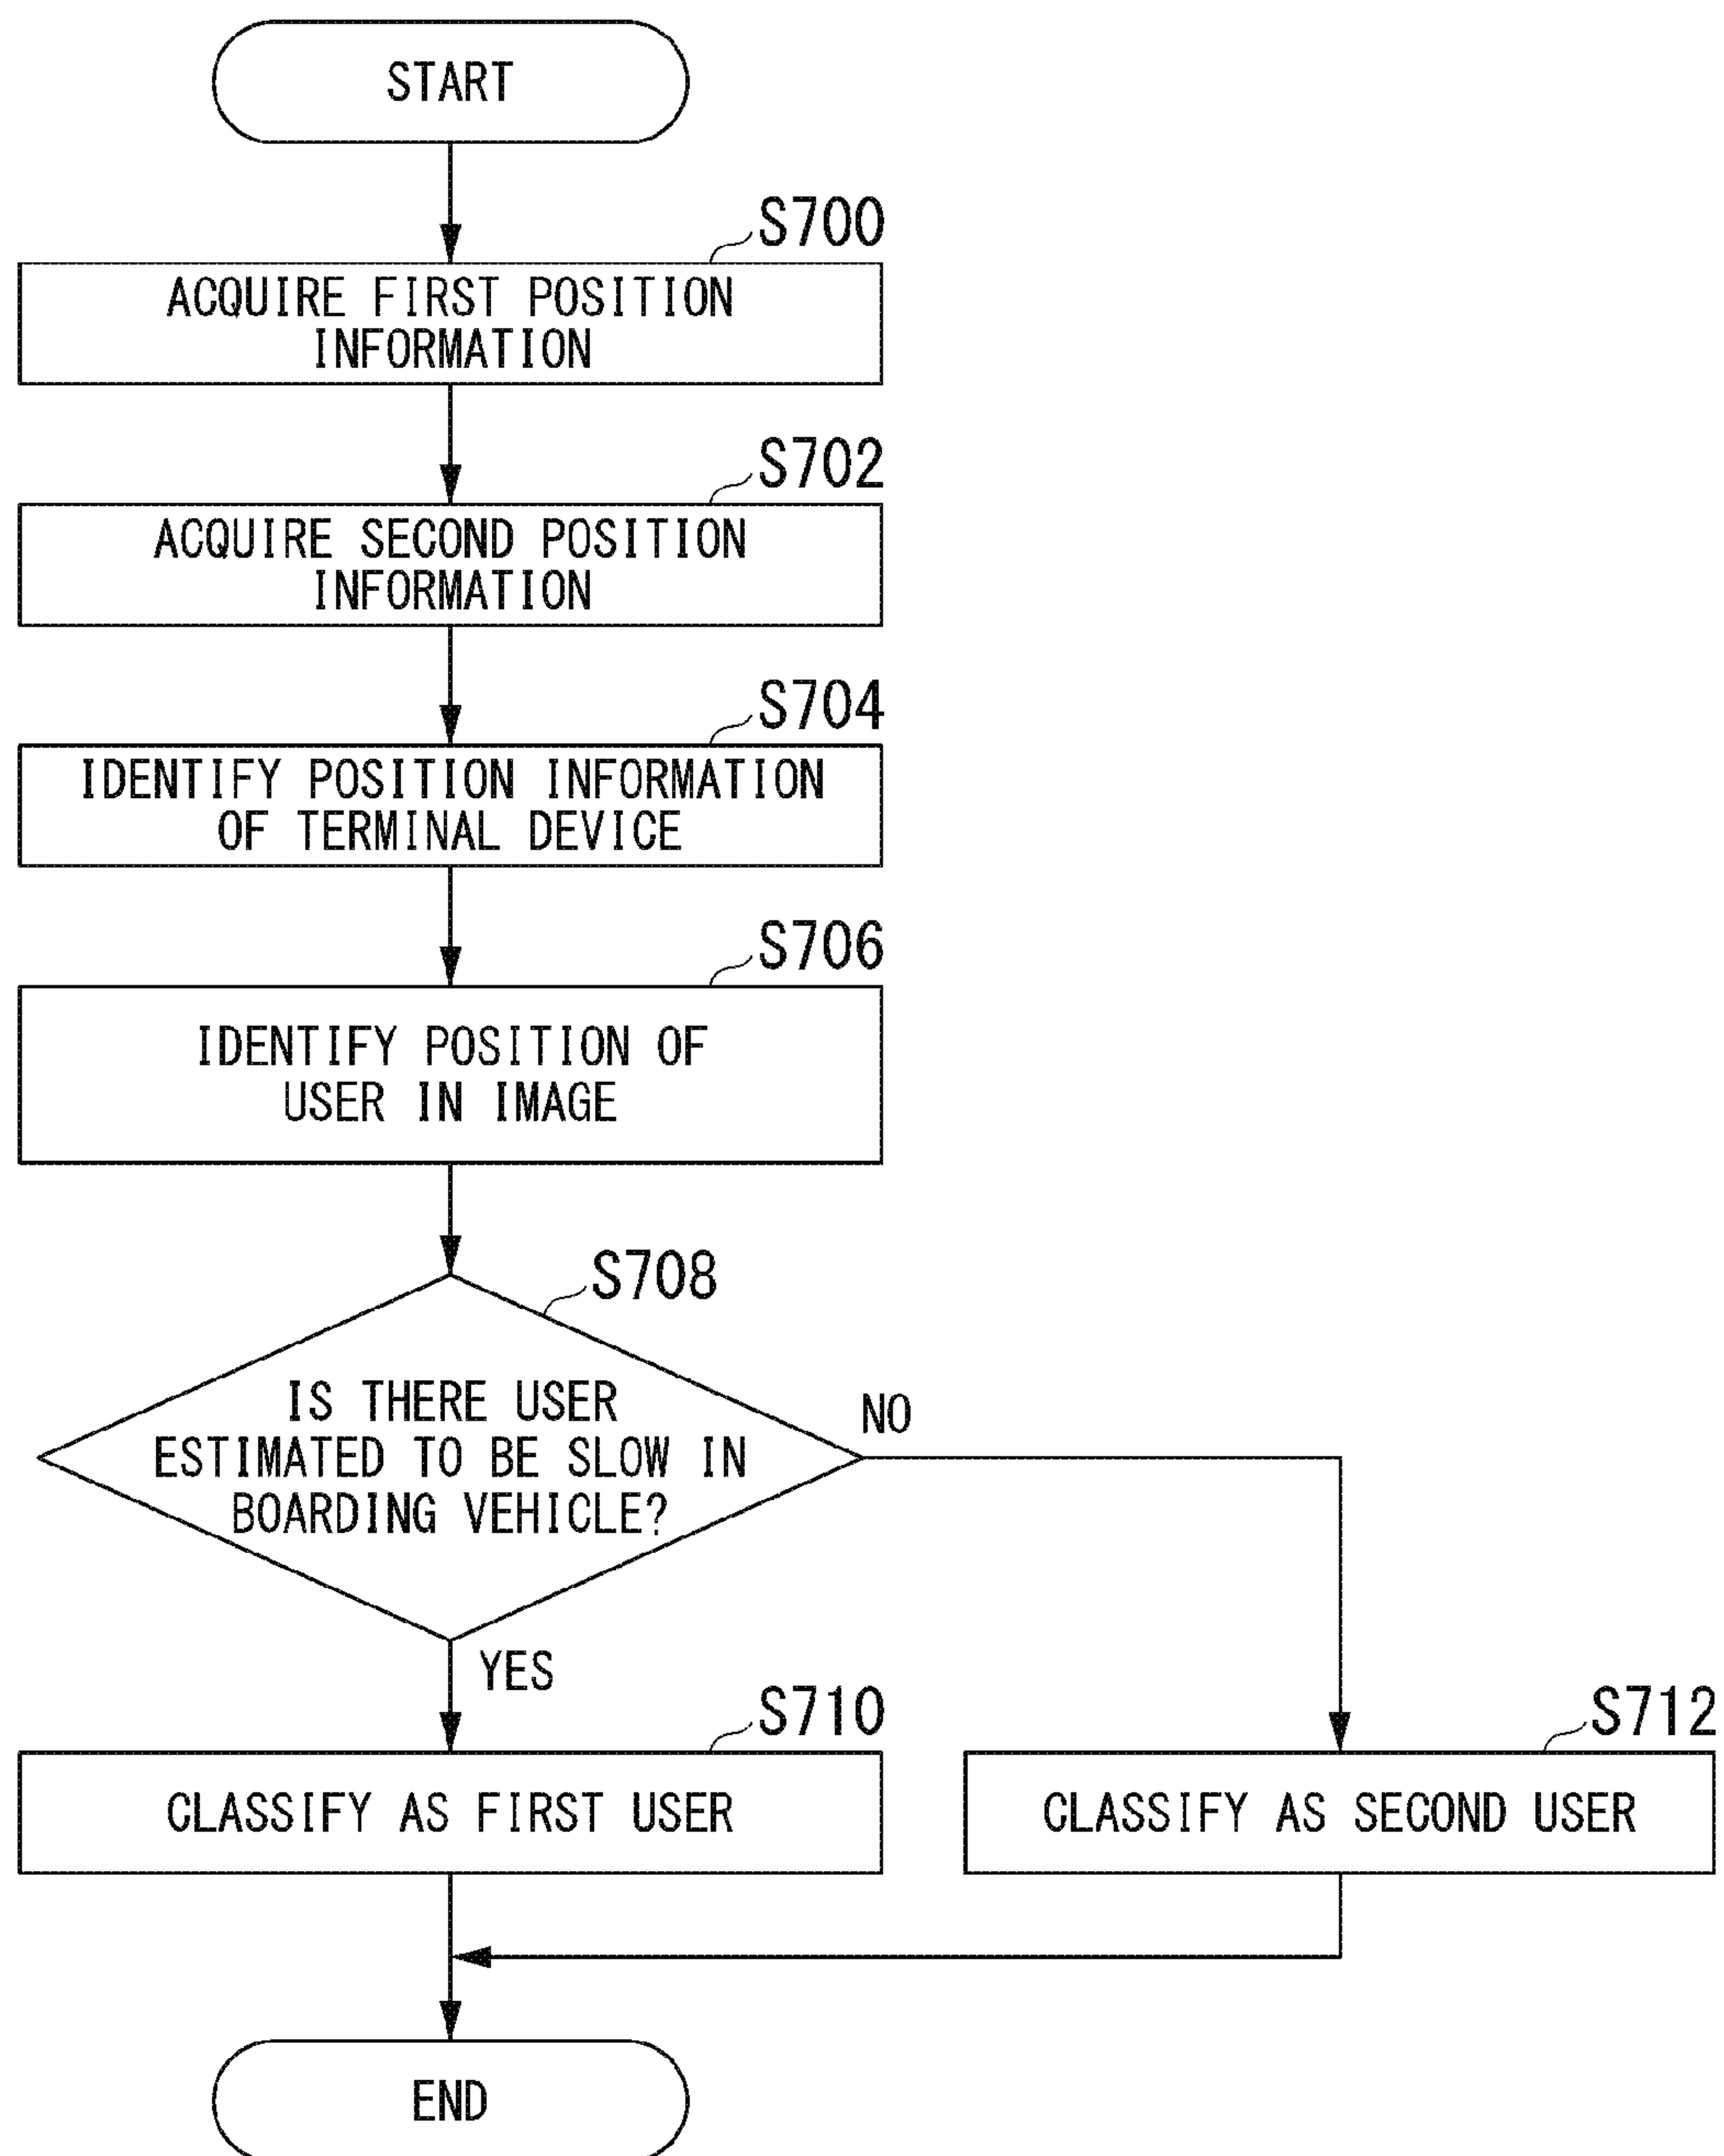 START
S700
ACQUIRE FIRST POSITION
INFORMATION
S702
ACQUIRE SECOND POSITION
INFORMATION
S704
IDENTIFY POSITION INFORMATION
OF TERMINAL DEVICE
S706
IDENTIFY POSITION OF
USER IN IMAGE
S708
IS THERE USER
ESTIMATED TO BE SLOW IN
BOARDING VEHICLE?
NO
YES
S710
CLASSIFY AS FIRST USER
S712
CLASSIFY AS SECOND USER
END